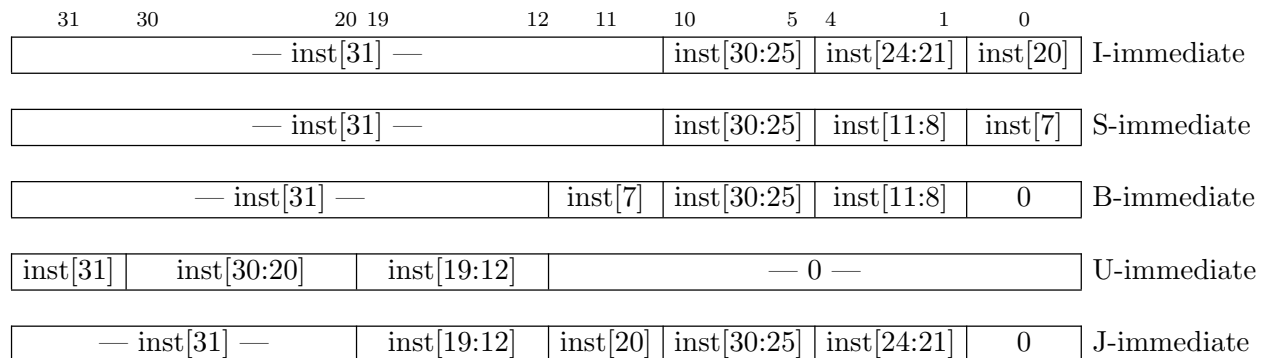 31 30 20 19 12 11 10 5 4 1 0
— inst[31] — inst[30:25] inst[24:21] inst[20] I-immediate
— inst[31] — inst[30:25] inst[11:8] inst[7] S-immediate
— inst[31] — inst[7] inst[30:25] inst[11:8] 0 B-immediate
inst[31] inst[30:20] inst[19:12] — 0 — U-immediate
— inst[31] — inst[19:12] inst[20] inst[30:25] inst[24:21] 0 J-immediate